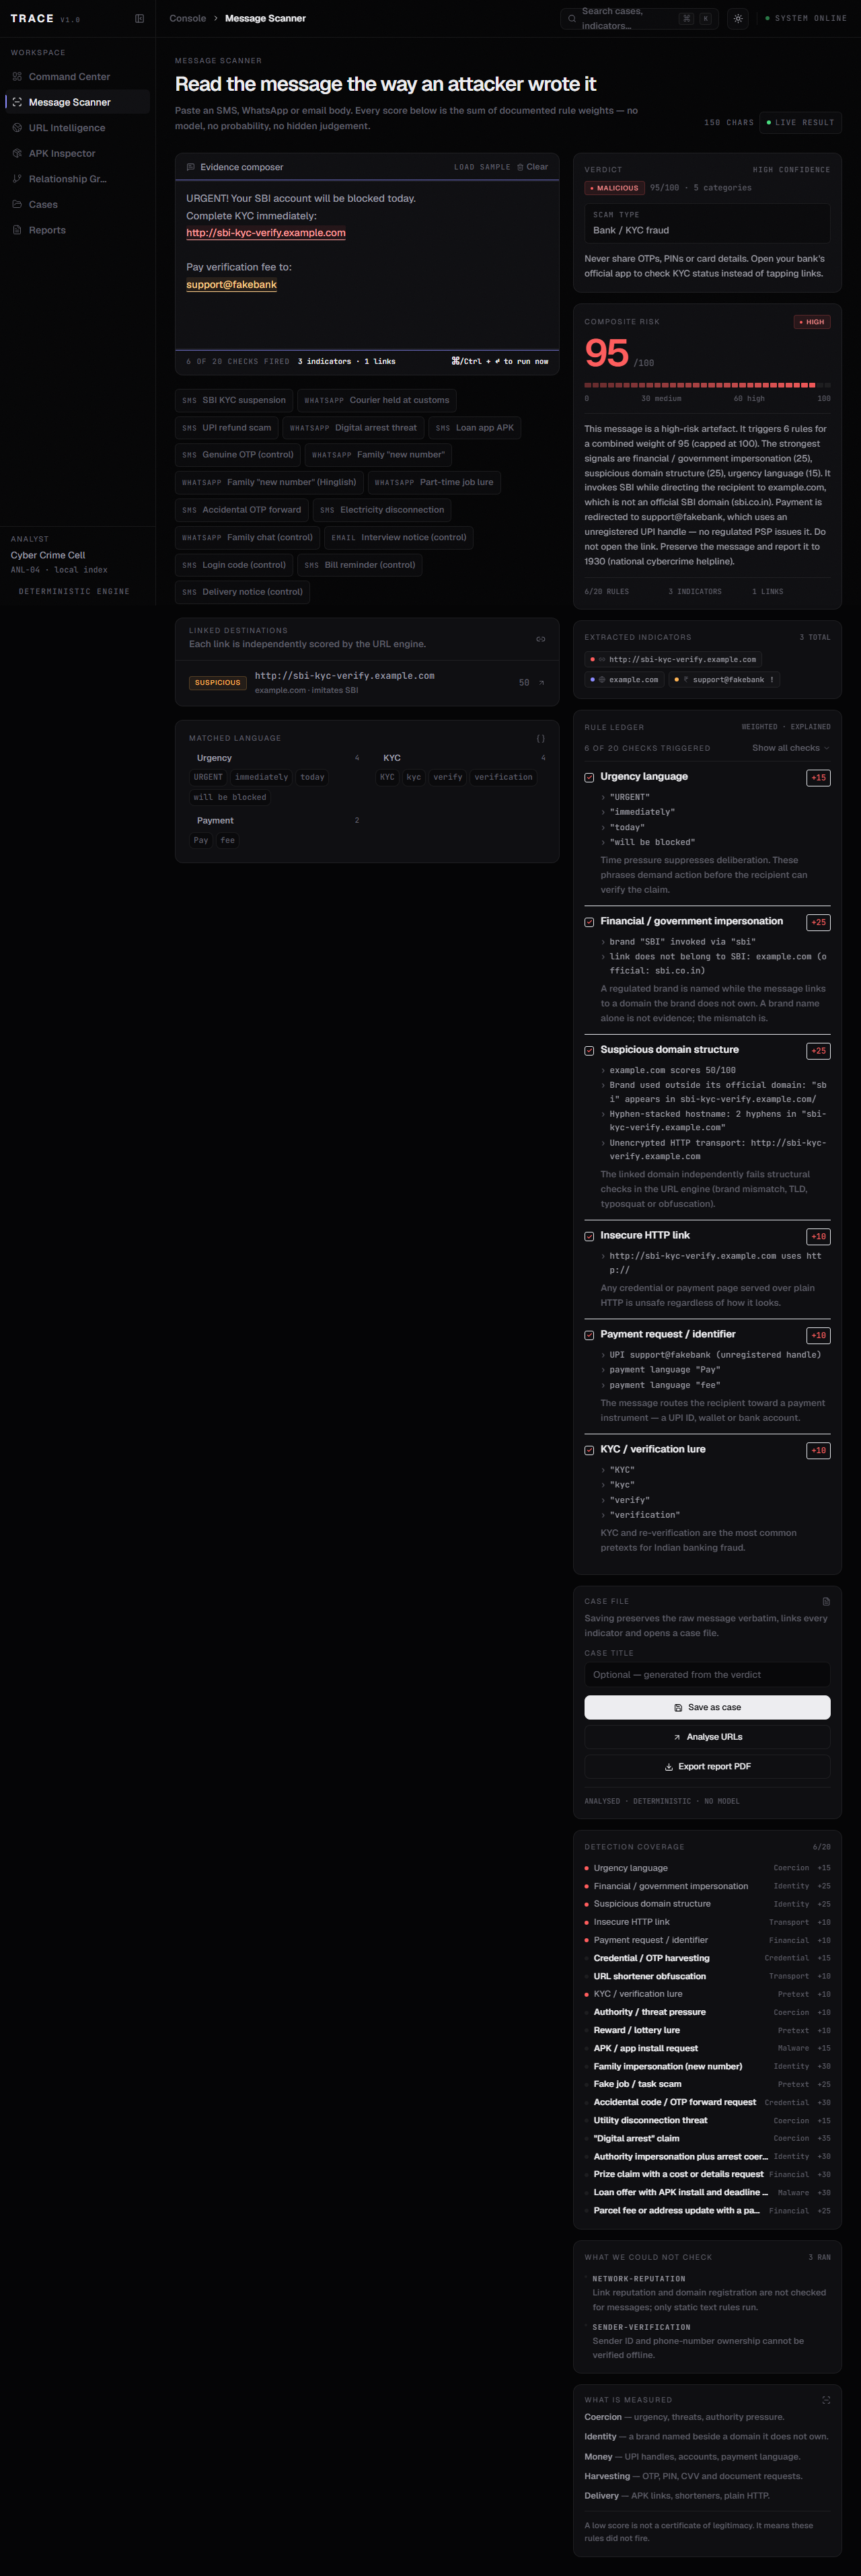 TRACE V1.0
Console > Message Scanner
Search cases, indicators…
⌘ K
SYSTEM ONLINE
WORKSPACE
Command Center
Message Scanner
URL Intelligence
APK Inspector
Relationship Gr…
Cases
Reports
ANALYST
Cyber Crime Cell
ANL-04 · local index
DETERMINISTIC ENGINE
MESSAGE SCANNER
Read the message the way an attacker wrote it
Paste an SMS, WhatsApp or email body. Every score below is the sum of documented rule weights — no
model, no probability, no hidden judgement.
150 CHARS
LIVE RESULT
Evidence composer
LOAD SAMPLE
Clear
URGENT! Your SBI account will be blocked today.
Complete KYC immediately:
http://sbi-kyc-verify.example.com
Pay verification fee to:
support@fakebank
6 OF 20 CHECKS FIRED 3 indicators · 1 links
⌘/Ctrl + ↵ to run now
SMS SBI KYC suspension
WHATSAPP Courier held at customs
SMS UPI refund scam
WHATSAPP Digital arrest threat
SMS Loan app APK
SMS Genuine OTP (control)
WHATSAPP Family "new number"
WHATSAPP Family "new number" (Hinglish)
WHATSAPP Part-time job lure
SMS Accidental OTP forward
SMS Electricity disconnection
WHATSAPP Family chat (control)
EMAIL Interview notice (control)
SMS Login code (control)
SMS Bill reminder (control)
SMS Delivery notice (control)
LINKED DESTINATIONS
Each link is independently scored by the URL engine.
SUSPICIOUS
http://sbi-kyc-verify.example.com
example.com · imitates SBI
50
MATCHED LANGUAGE
{}
Urgency 4
URGENT immediately today
will be blocked
KYC 4
KYC kyc verify verification
Payment 2
Pay fee
VERDICT
HIGH CONFIDENCE
MALICIOUS 95/100 · 5 categories
SCAM TYPE
Bank / KYC fraud
Never share OTPs, PINs or card details. Open your bank's
official app to check KYC status instead of tapping links.
COMPOSITE RISK
HIGH
95 /100
0 30 medium 60 high 100
This message is a high-risk artefact. It triggers 6 rules for
a combined weight of 95 (capped at 100). The strongest
signals are financial / government impersonation (25),
suspicious domain structure (25), urgency language (15). It
invokes SBI while directing the recipient to example.com,
which is not an official SBI domain (sbi.co.in). Payment is
redirected to support@fakebank, which uses an
unregistered UPI handle — no regulated PSP issues it. Do
not open the link. Preserve the message and report it to
1930 (national cybercrime helpline).
6/20 RULES 3 INDICATORS 1 LINKS
EXTRACTED INDICATORS
3 TOTAL
http://sbi-kyc-verify.example.com
example.com
₹ support@fakebank !
RULE LEDGER
WEIGHTED · EXPLAINED
6 OF 20 CHECKS TRIGGERED
Show all checks
Urgency language +15
› "URGENT"
› "immediately"
› "today"
› "will be blocked"
Time pressure suppresses deliberation. These
phrases demand action before the recipient can
verify the claim.
Financial / government impersonation +25
› brand "SBI" invoked via "sbi"
› link does not belong to SBI: example.com (o
fficial: sbi.co.in)
A regulated brand is named while the message links
to a domain the brand does not own. A brand name
alone is not evidence; the mismatch is.
Suspicious domain structure +25
› example.com scores 50/100
› Brand used outside its official domain: "sb
i" appears in sbi-kyc-verify.example.com/
› Hyphen-stacked hostname: 2 hyphens in "sbi-
kyc-verify.example.com"
› Unencrypted HTTP transport: http://sbi-kyc-
verify.example.com
The linked domain independently fails structural
checks in the URL engine (brand mismatch, TLD,
typosquat or obfuscation).
Insecure HTTP link +10
› http://sbi-kyc-verify.example.com uses htt
p://
Any credential or payment page served over plain
HTTP is unsafe regardless of how it looks.
Payment request / identifier +10
› UPI support@fakebank (unregistered handle)
› payment language "Pay"
› payment language "fee"
The message routes the recipient toward a payment
instrument — a UPI ID, wallet or bank account.
KYC / verification lure +10
› "KYC"
› "kyc"
› "verify"
› "verification"
KYC and re-verification are the most common
pretexts for Indian banking fraud.
CASE FILE
Saving preserves the raw message verbatim, links every
indicator and opens a case file.
CASE TITLE
Optional — generated from the verdict
Save as case
Analyse URLs
Export report PDF
ANALYSED · DETERMINISTIC · NO MODEL
DETECTION COVERAGE 6/20
Urgency language Coercion +15
Financial / government impersonation Identity +25
Suspicious domain structure Identity +25
Insecure HTTP link Transport +10
Payment request / identifier Financial +10
Credential / OTP harvesting Credential +15
URL shortener obfuscation Transport +10
KYC / verification lure Pretext +10
Authority / threat pressure Coercion +10
Reward / lottery lure Pretext +10
APK / app install request Malware +15
Family impersonation (new number) Identity +30
Fake job / task scam Pretext +25
Accidental code / OTP forward request Credential +30
Utility disconnection threat Coercion +15
"Digital arrest" claim Coercion +35
Authority impersonation plus arrest coer… Identity +30
Prize claim with a cost or details request Financial +30
Loan offer with APK install and deadline … Malware +30
Parcel fee or address update with a pa… Financial +25
WHAT WE COULD NOT CHECK 3 RAN
NETWORK-REPUTATION
Link reputation and domain registration are not checked
for messages; only static text rules run.
SENDER-VERIFICATION
Sender ID and phone-number ownership cannot be
verified offline.
WHAT IS MEASURED
Coercion — urgency, threats, authority pressure.
Identity — a brand named beside a domain it does not own.
Money — UPI handles, accounts, payment language.
Harvesting — OTP, PIN, CVV and document requests.
Delivery — APK links, shorteners, plain HTTP.
A low score is not a certificate of legitimacy. It means these
rules did not fire.